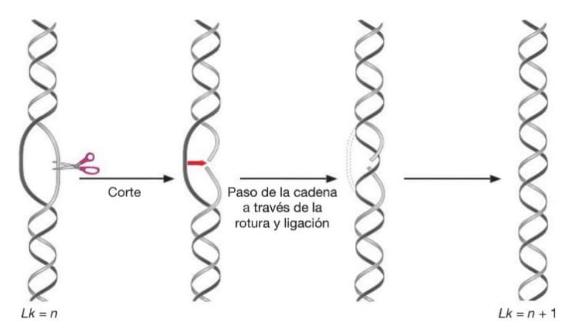 Corte
Paso de la cadena
a través de la
rotura y ligación
Lk = n
Lk = n + 1